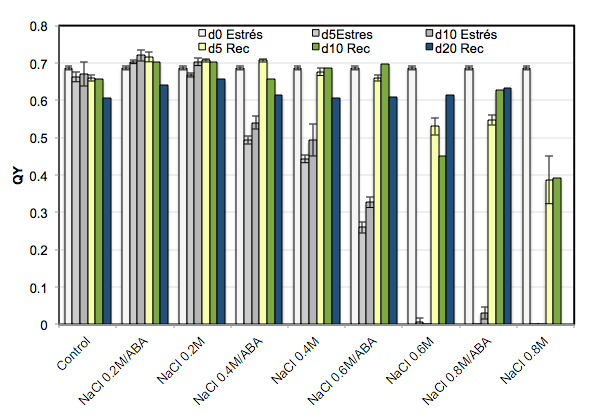 0.8
d0 Estrés d5Estres d10 Estrés
d5 Rec d10 Rec d20 Rec
0.7
0.6
0.5
QY
0.4
0.3
0.2
0.1
0
Control
NaCl 0.2M/ABA
NaCl 0.2M
NaCl 0.4M/ABA
NaCl 0.4M
NaCl 0.6M/ABA
NaCl 0.6M
NaCl 0.8M/ABA
NaCl 0.8M